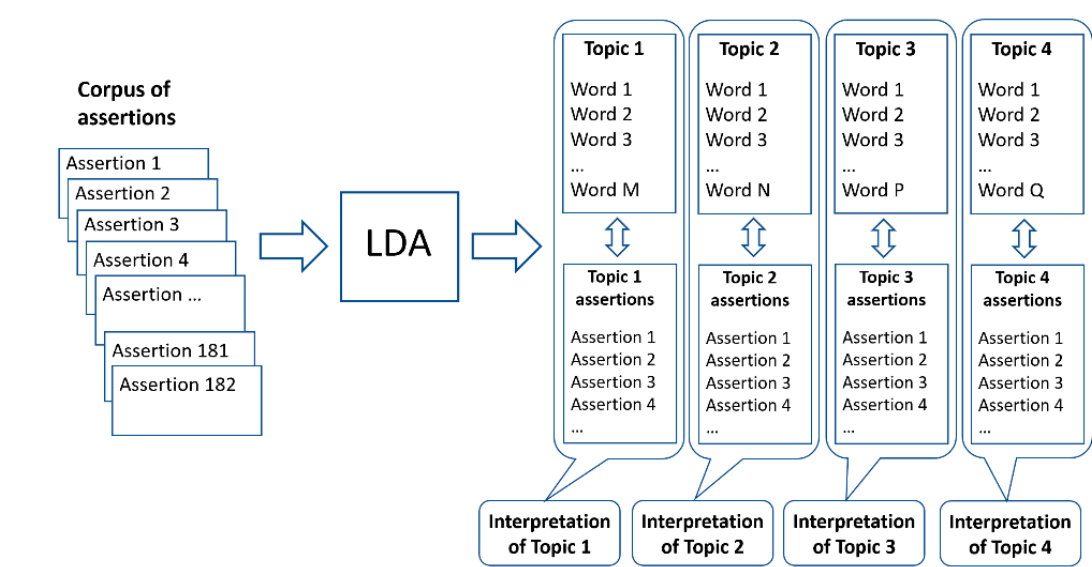 Corpus of
assertions
Assertion 1
Assertion 2
Assertion 3
Assertion 4
Assertion ...
Assertion 181
Assertion 182
LDA
Topic 1
Word 1
Word 2
Word 3
...
Word M
Topic 1
assertions
Assertion 1
Assertion 2
Assertion 3
Assertion 4
...
Interpretation
of Topic 1
Topic 2
Word 1
Word 2
Word 3
...
Word N
Topic 2
assertions
Assertion 1
Assertion 2
Assertion 3
Assertion 4
...
Interpretation
of Topic 2
Topic 3
Word 1
Word 2
Word 3
...
Word P
Topic 3
assertions
Assertion 1
Assertion 2
Assertion 3
Assertion 4
...
Interpretation
of Topic 3
Topic 4
Word 1
Word 2
Word 3
...
Word Q
Topic 4
assertions
Assertion 1
Assertion 2
Assertion 3
Assertion 4
...
Interpretation
of Topic 4